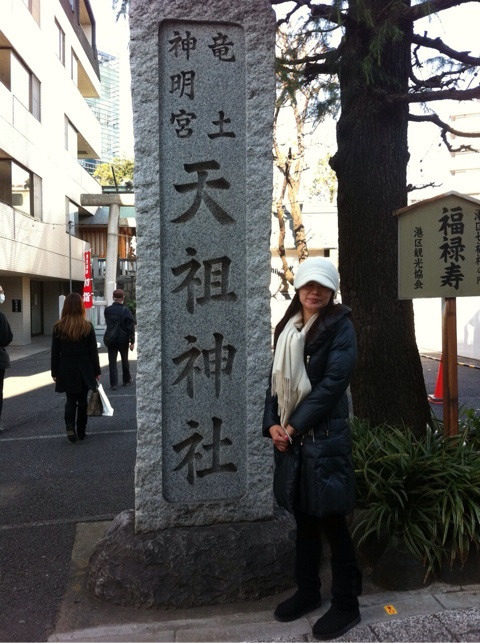 竜土
神明宮
天祖神社
福禄寿
港区観光協会